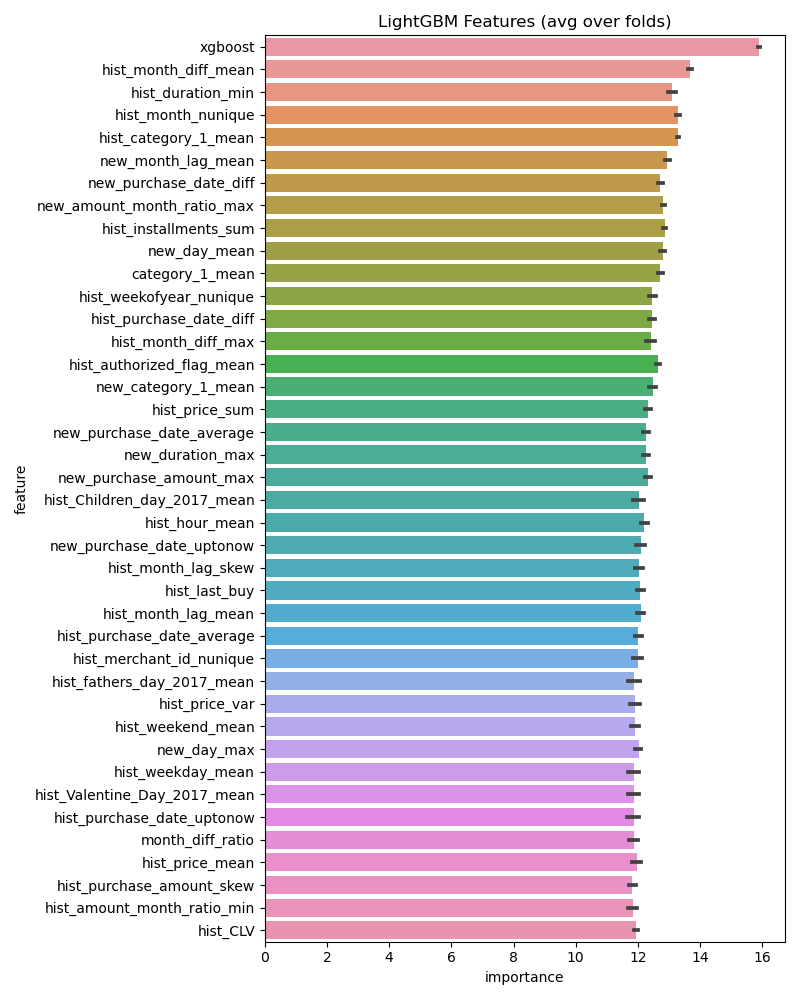 LightGBM Features (avg over folds)
xgboost
hist_month_diff_mean
hist_duration_min
hist_month_nunique
hist_category_1_mean
new_month_lag_mean
new_purchase_date_diff
new_amount_month_ratio_max
hist_installments_sum
new_day_mean
category_1_mean
hist_weekofyear_nunique
hist_purchase_date_diff
hist_month_diff_max
hist_authorized_flag_mean
new_category_1_mean
hist_price_sum
new_purchase_date_average
new_duration_max
new_purchase_amount_max
hist_Children_day_2017_mean
hist_hour_mean
new_purchase_date_uptonow
hist_month_lag_skew
hist_last_buy
hist_month_lag_mean
hist_purchase_date_average
hist_merchant_id_nunique
hist_fathers_day_2017_mean
hist_price_var
hist_weekend_mean
new_day_max
hist_weekday_mean
hist_Valentine_Day_2017_mean
hist_purchase_date_uptonow
month_diff_ratio
hist_price_mean
hist_purchase_amount_skew
hist_amount_month_ratio_min
hist_CLV
feature
0 2 4 6 8 10 12 14 16
importance